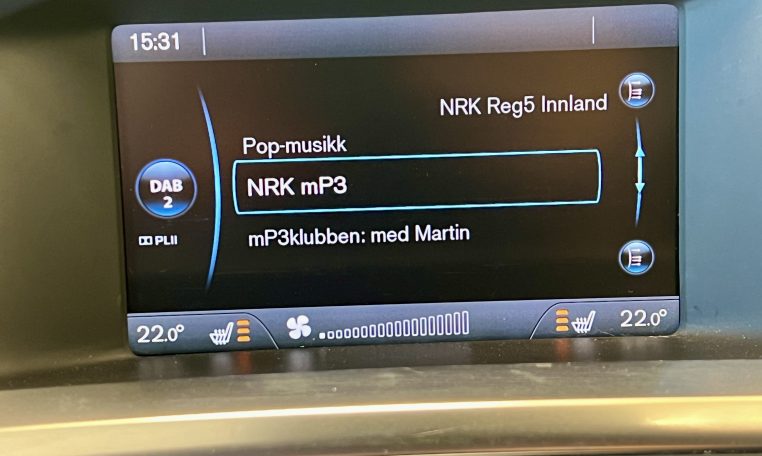 15:31
NRK Reg5 Innland
Pop-musikk
DAB
2
NRK mP3
PLII
mP3klubben: med Martin
22.0°
22.0°